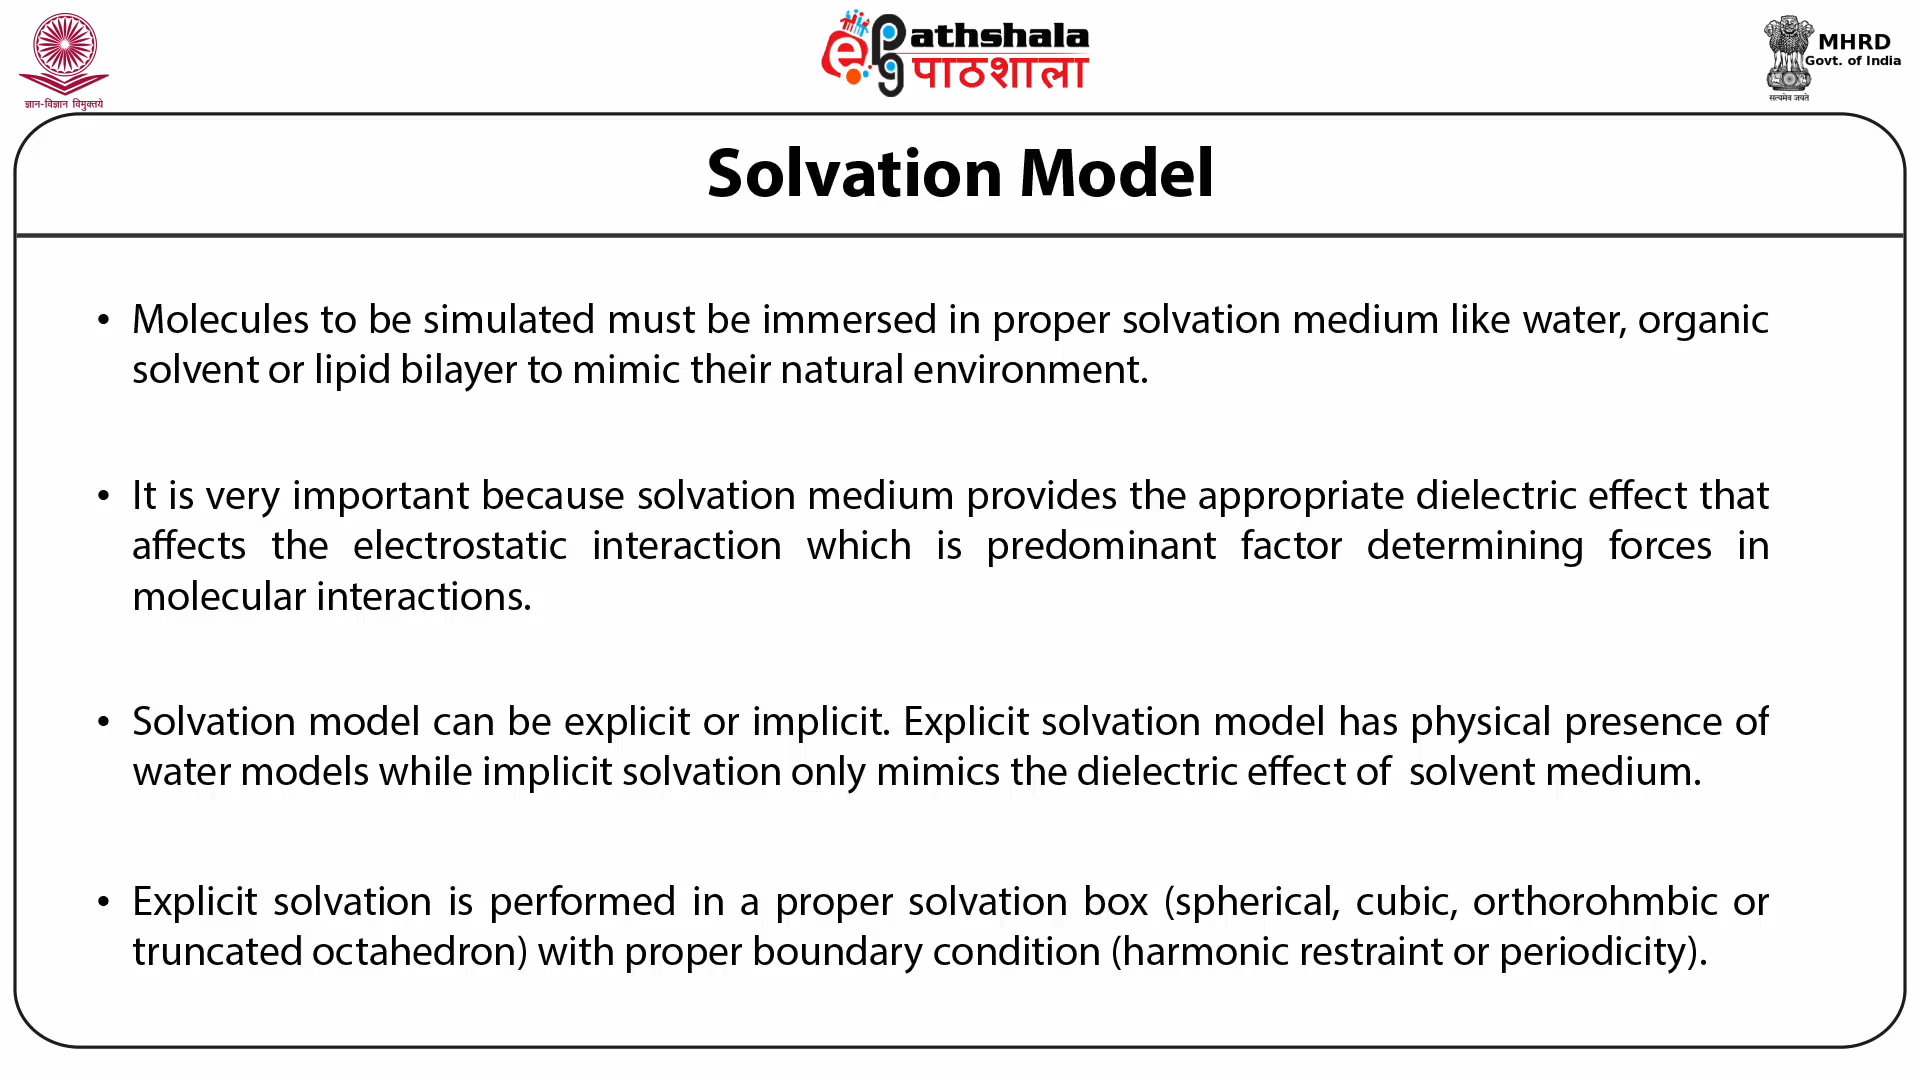 ज्ञान-विज्ञान विमुक्तये
ePathshala
पाठशाला
MHRD
Govt. of India
सत्यमेव जयते
Solvation Model
• Molecules to be simulated must be immersed in proper solvation medium like water, organic
solvent or lipid bilayer to mimic their natural environment.
• It is very important because solvation medium provides the appropriate dielectric effect that
affects the electrostatic interaction which is predominant factor determining forces in
molecular interactions.
• Solvation model can be explicit or implicit. Explicit solvation model has physical presence of
water models while implicit solvation only mimics the dielectric effect of solvent medium.
• Explicit solvation is performed in a proper solvation box (spherical, cubic, orthorohmbic or
truncated octahedron) with proper boundary condition (harmonic restraint or periodicity).